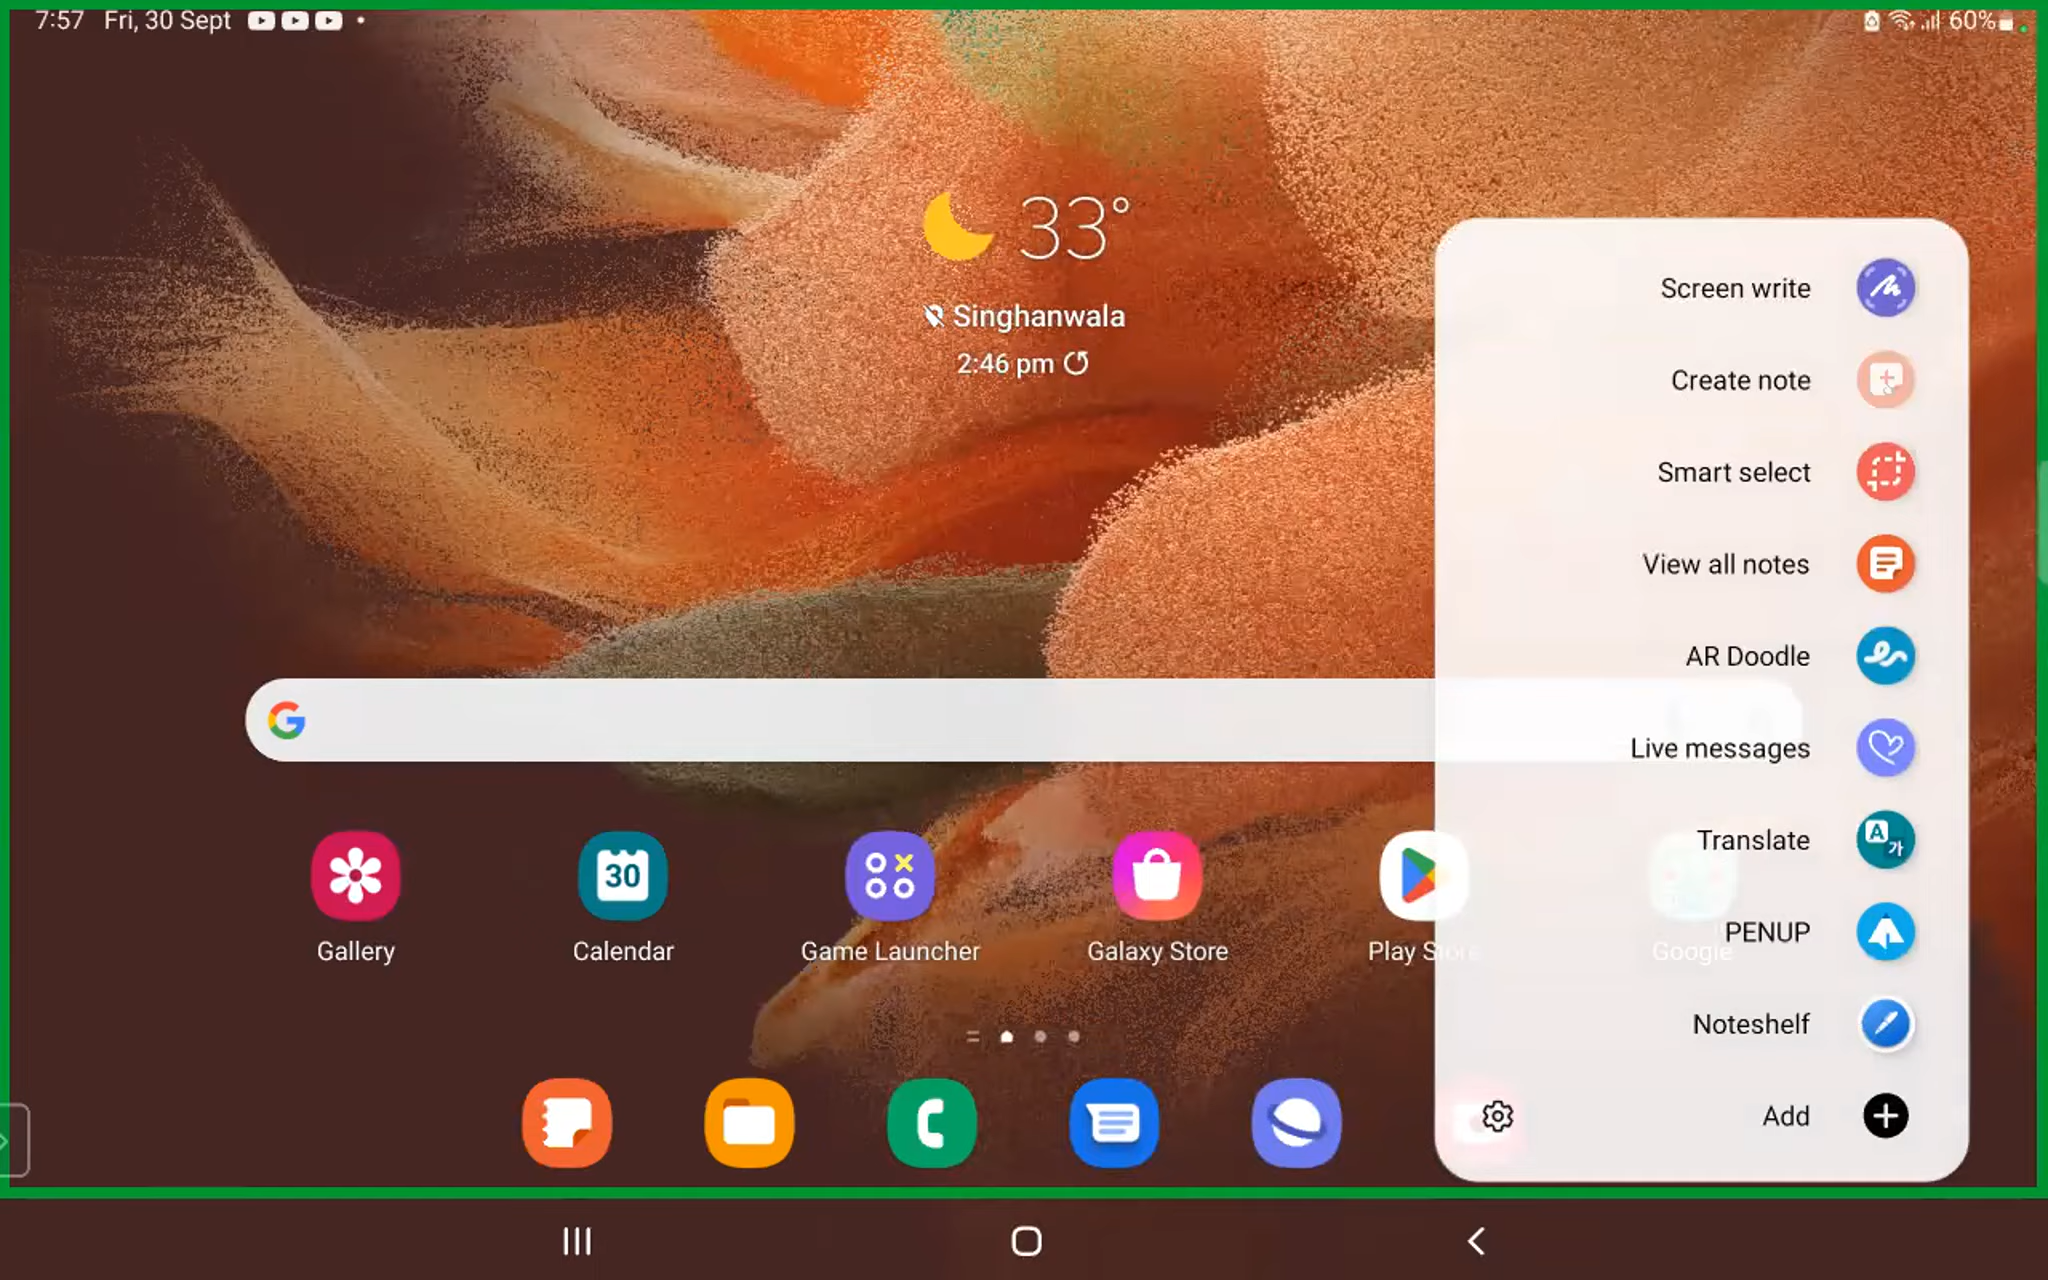 7:57 Fri, 30 Sept
60%
33°
Singhanwala
2:46 pm
Screen write
Create note
Smart select
View all notes
AR Doodle
Live messages
Translate
PENUP
Noteshelf
Add
Gallery
30
Calendar
Game Launcher
Galaxy Store
Play Store
Google